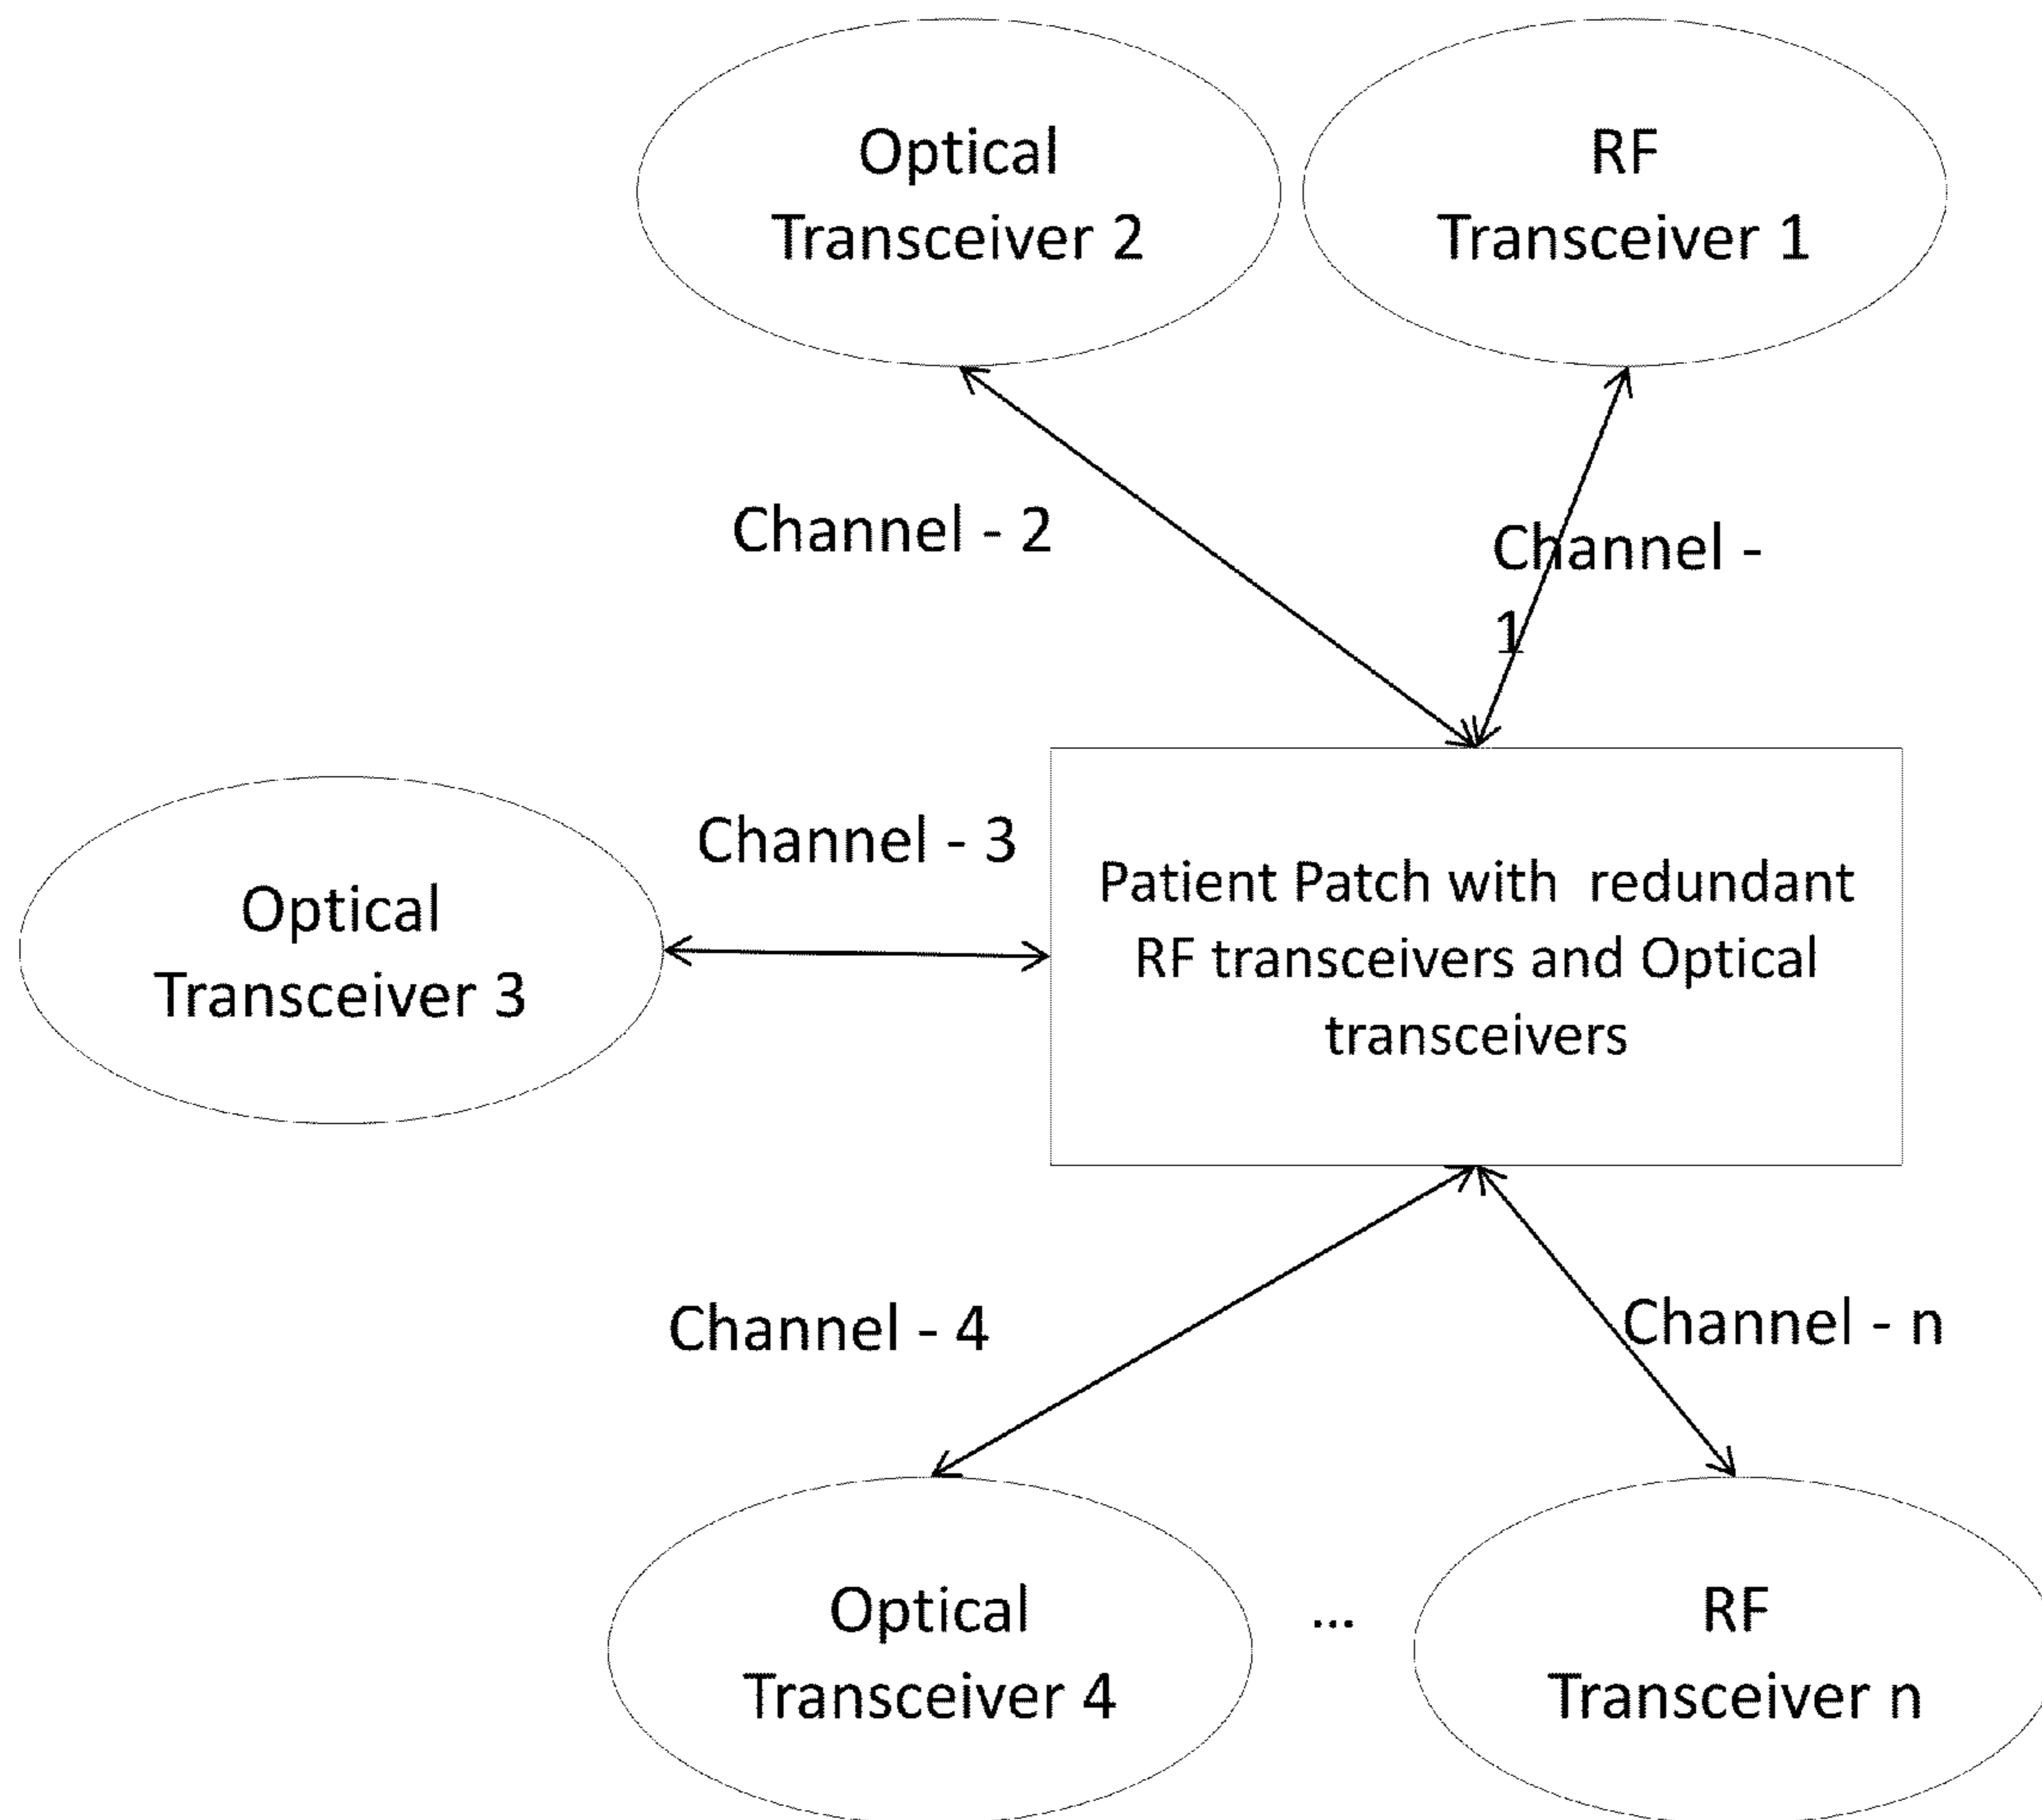 Optical
Transceiver 2
RF
Transceiver 1
Channel - 2
Channel -
1
Channel - 3
Optical
Transceiver 3
Patient Patch with redundant
RF transceivers and Optical
transceivers
Channel - 4
Channel - n
Optical
Transceiver 4
...
RF
Transceiver n